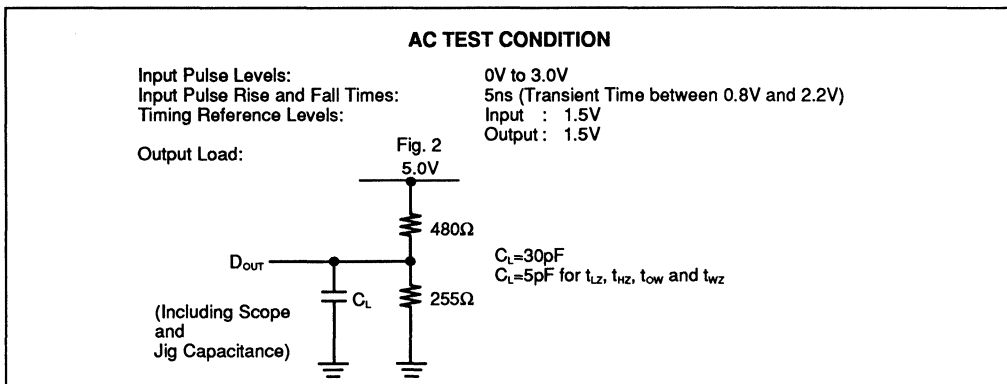 AC TEST CONDITION
Input Pulse Levels: 0V to 3.0V
Input Pulse Rise and Fall Times: 5ns (Transient Time between 0.8V and 2.2V)
Timing Reference Levels: Input : 1.5V
Output : 1.5V
Output Load:
Fig. 2
5.0V
480Ω
DOUT
CL
255Ω
CL=30pF
CL=5pF for tLZ, tHZ, tOW and tWZ
(Including Scope
and
Jig Capacitance)